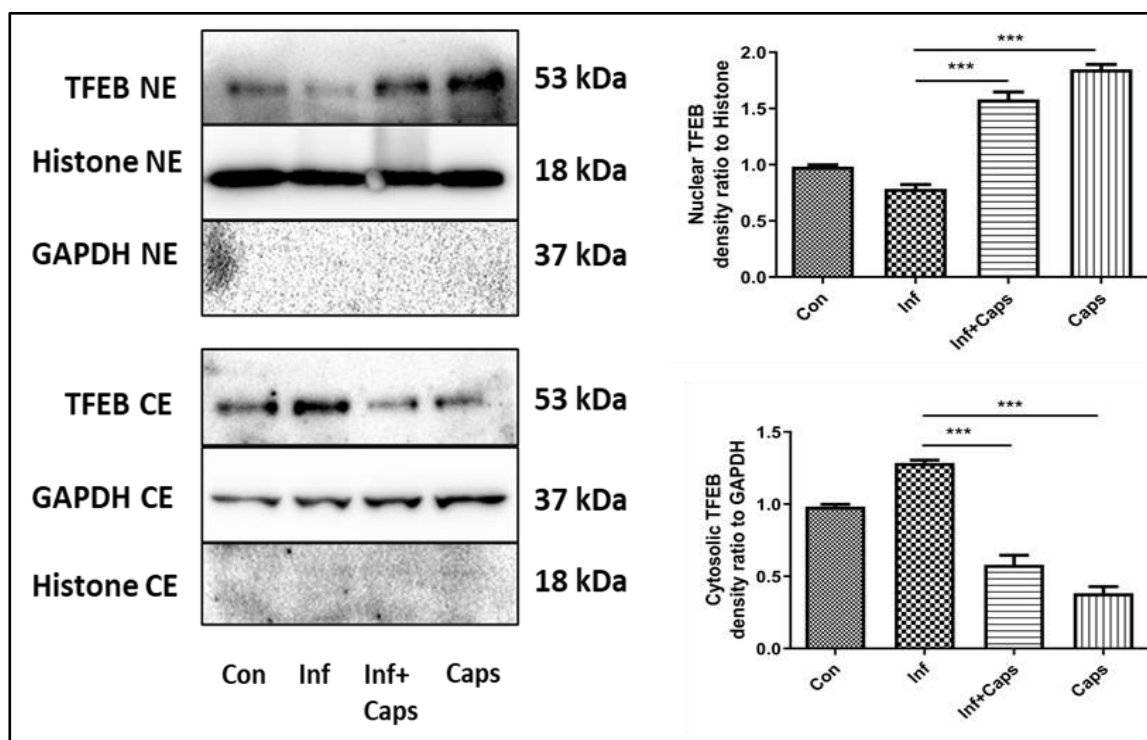 TFEB NE
53 kDa
Histone NE
18 kDa
GAPDH NE
37 kDa
TFEB CE
53 kDa
GAPDH CE
37 kDa
Histone CE
18 kDa
Con
Inf
Inf+
Caps
Caps
Nuclear TFEB
density ratio to Histone
2.0
1.5
1.0
0.5
0.0
***
***
Con
Inf
Inf+Caps
Caps
Cytosolic TFEB
density ratio to GAPDH
1.5
1.0
0.5
0.0
***
***
Con
Inf
Inf+Caps
Caps